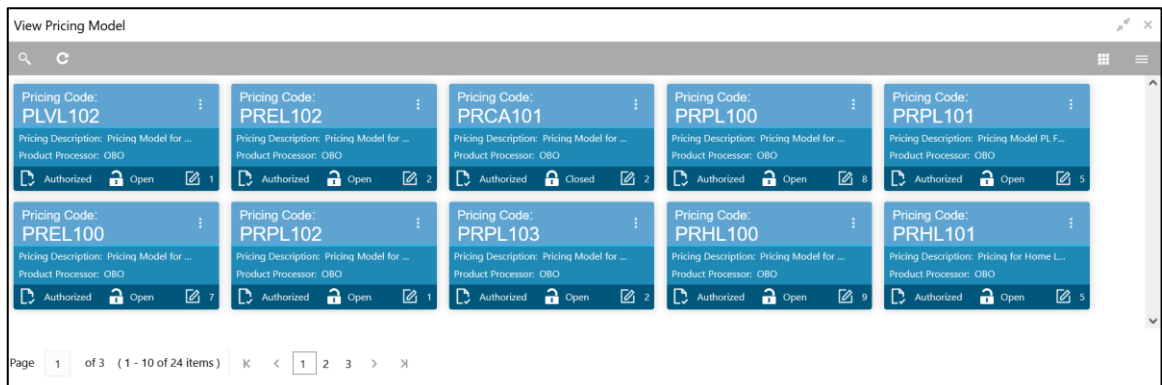 View Pricing Model
Pricing Code: Pricing Code: Pricing Code: Pricing Code: Pricing Code:
PLVL102 PREL102 PRCA101 PRPL100 PRPL101
Pricing Description: Pricing Model for ... Pricing Description: Pricing Model for ... Pricing Description: Pricing Model for ... Pricing Description: Pricing Model for ... Pricing Description: Pricing Model PL F...
Product Processor: OBO Product Processor: OBO Product Processor: OBO Product Processor: OBO Product Processor: OBO
Authorized Open 1 Authorized Open 2 Authorized Closed 2 Authorized Open 8 Authorized Open 5
Pricing Code: Pricing Code: Pricing Code: Pricing Code: Pricing Code:
PREL100 PRPL102 PRPL103 PRHL100 PRHL101
Pricing Description: Pricing Model for ... Pricing Description: Pricing Model for ... Pricing Description: Pricing Model for ... Pricing Description: Pricing Model for ... Pricing Description: Pricing for Home L...
Product Processor: OBO Product Processor: OBO Product Processor: OBO Product Processor: OBO Product Processor: OBO
Authorized Open 7 Authorized Open 1 Authorized Open 2 Authorized Open 9 Authorized Open 5
Page 1 of 3 ( 1 - 10 of 24 items ) 1 2 3